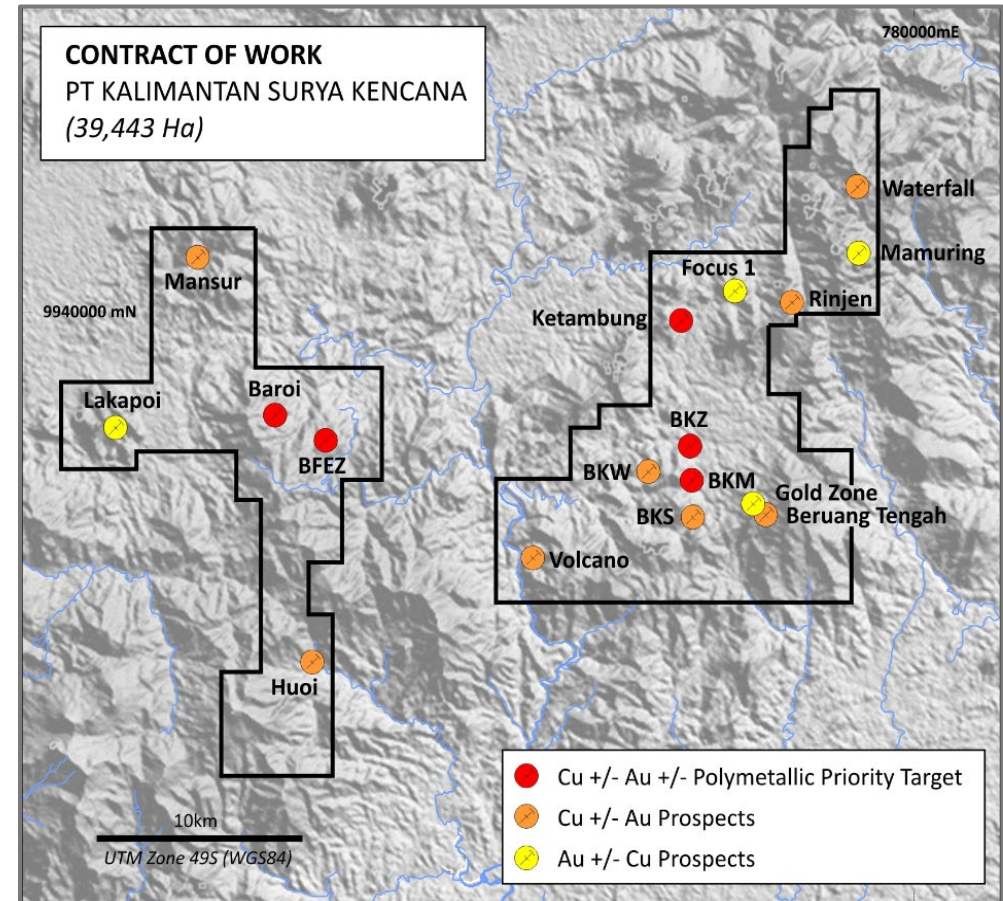 CONTRACT OF WORK
PT KALIMANTAN SURYA KENCANA
(39,443 Ha)
780000mE
Waterfall
Mamuring
Mansur
Focus 1
Rinjen
9940000 mN
Ketambung
Lakapoi
Baroi
BFEZ
BKZ
BKW
BKM
Gold Zone
BKS
Beruang Tengah
Volcano
Huoi
Cu +/- Au +/- Polymetallic Priority Target
Cu +/- Au Prospects
Au +/- Cu Prospects
10km
UTM Zone 49S (WGS84)